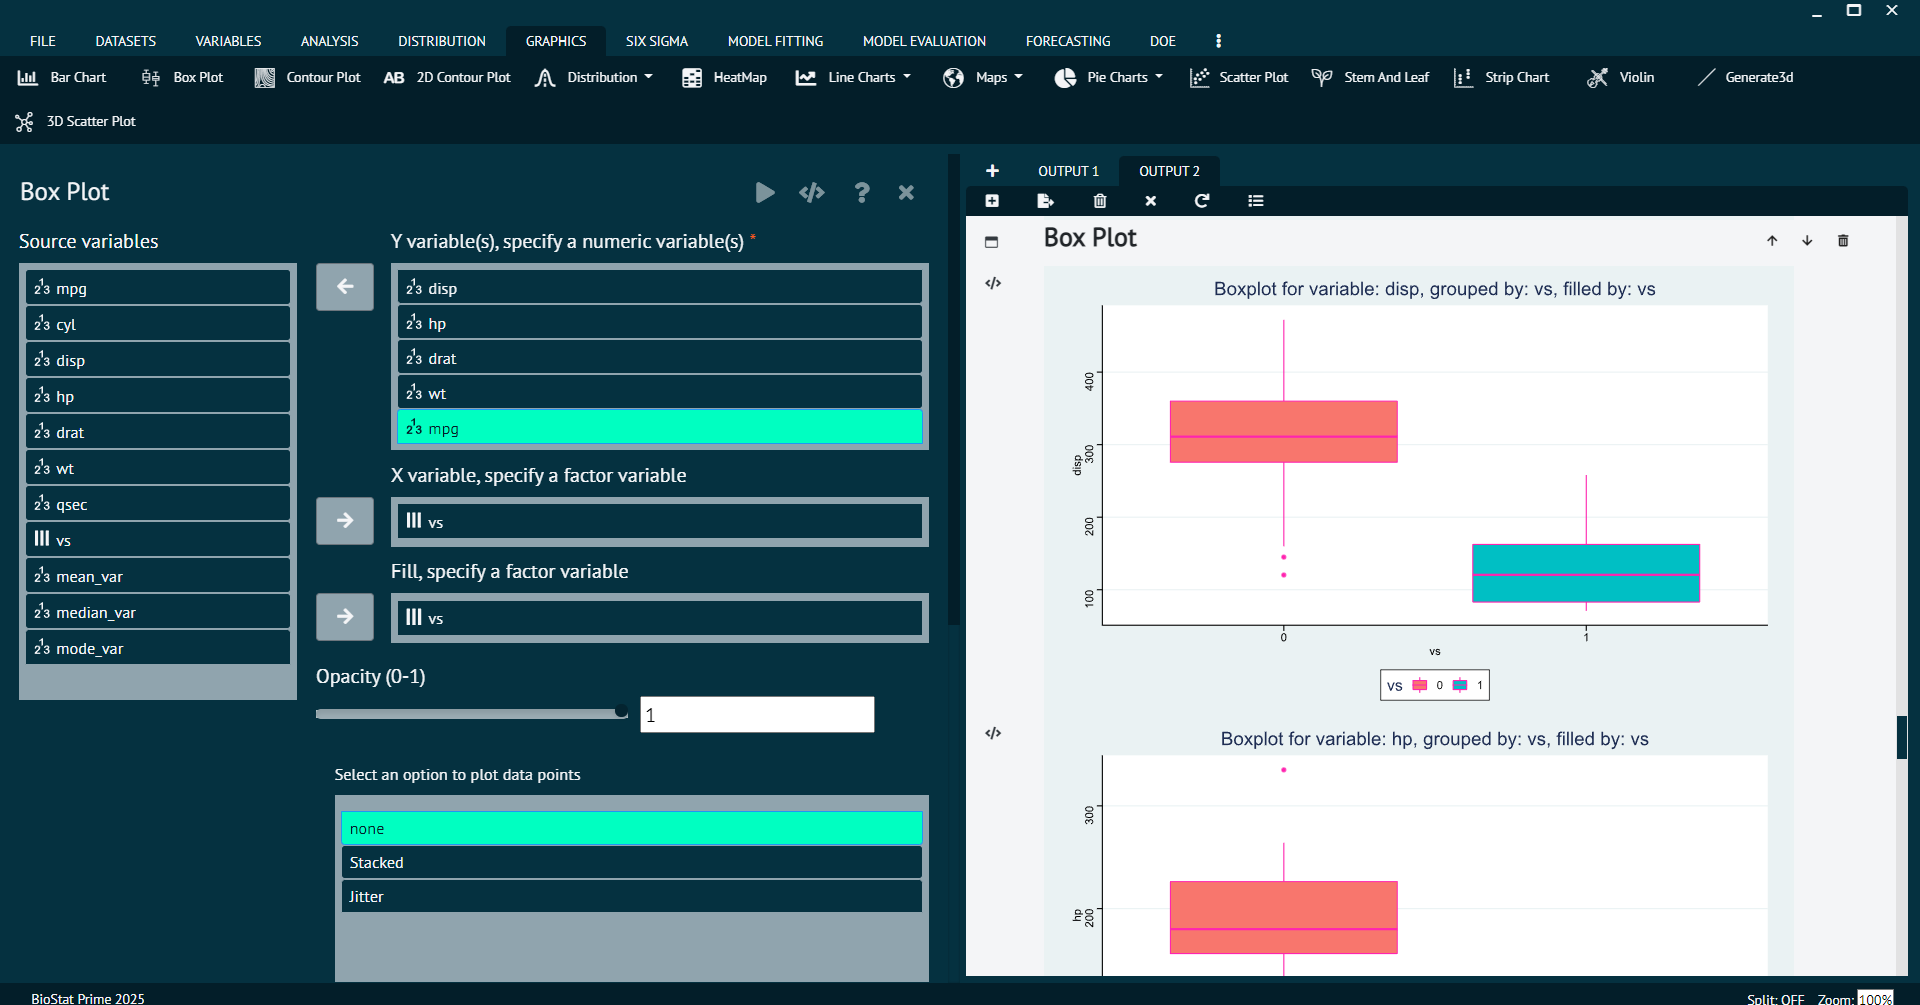 FILE DATASETS VARIABLES ANALYSIS DISTRIBUTION GRAPHICS SIX SIGMA MODEL FITTING MODEL EVALUATION FORECASTING DOE
Bar Chart Box Plot Contour Plot AB 2D Contour Plot Distribution HeatMap Line Charts Maps Pie Charts Scatter Plot Stem And Leaf Strip Chart Violin Generate3d
3D Scatter Plot
Box Plot
Source variables
mpg
cyl
disp
hp
drat
wt
qsec
vs
mean_var
median_var
mode_var
Y variable(s), specify a numeric variable(s) *
disp
hp
drat
wt
mpg
X variable, specify a factor variable
vs
Fill, specify a factor variable
vs
Opacity (0-1)
1
Select an option to plot data points
none
Stacked
Jitter
OUTPUT 1 OUTPUT 2
Box Plot
Boxplot for variable: disp, grouped by: vs, filled by: vs
400
300
200
100
disp
0 1
vs
vs 0 1
Boxplot for variable: hp, grouped by: vs, filled by: vs
300
200
hp
BioStat Prime 2025
Split: OFF Zoom: 100%